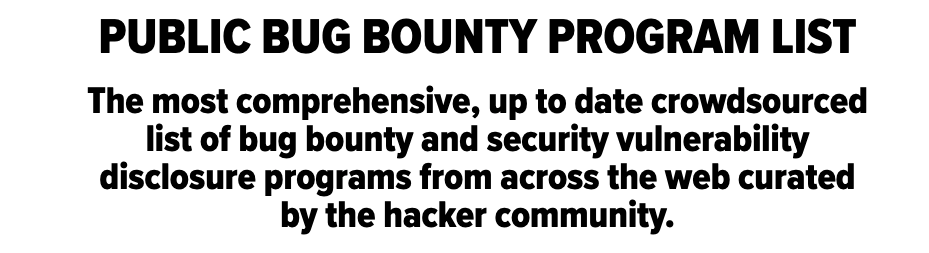 PUBLIC BUG BOUNTY PROGRAM LIST
The most comprehensive, up to date crowdsourced
list of bug bounty and security vulnerability
disclosure programs from across the web curated
by the hacker community.